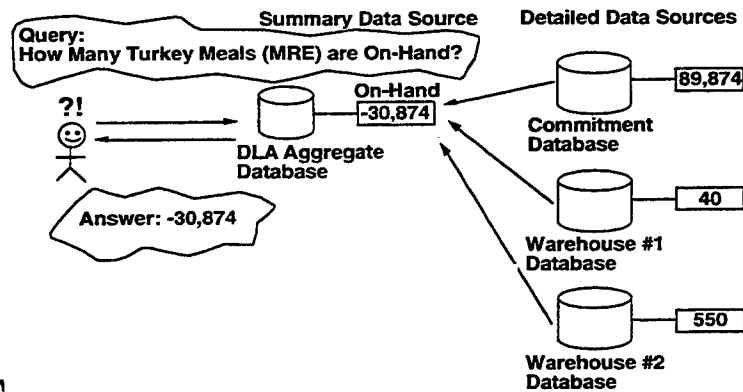 Summary Data Source
Detailed Data Sources
Query:
How Many Turkey Meals (MRE) are On-Hand?
?!
On-Hand
-30,874
DLA Aggregate
Database
Answer: -30,874
89,874
Commitment
Database
40
Warehouse #1
Database
550
Warehouse #2
Database